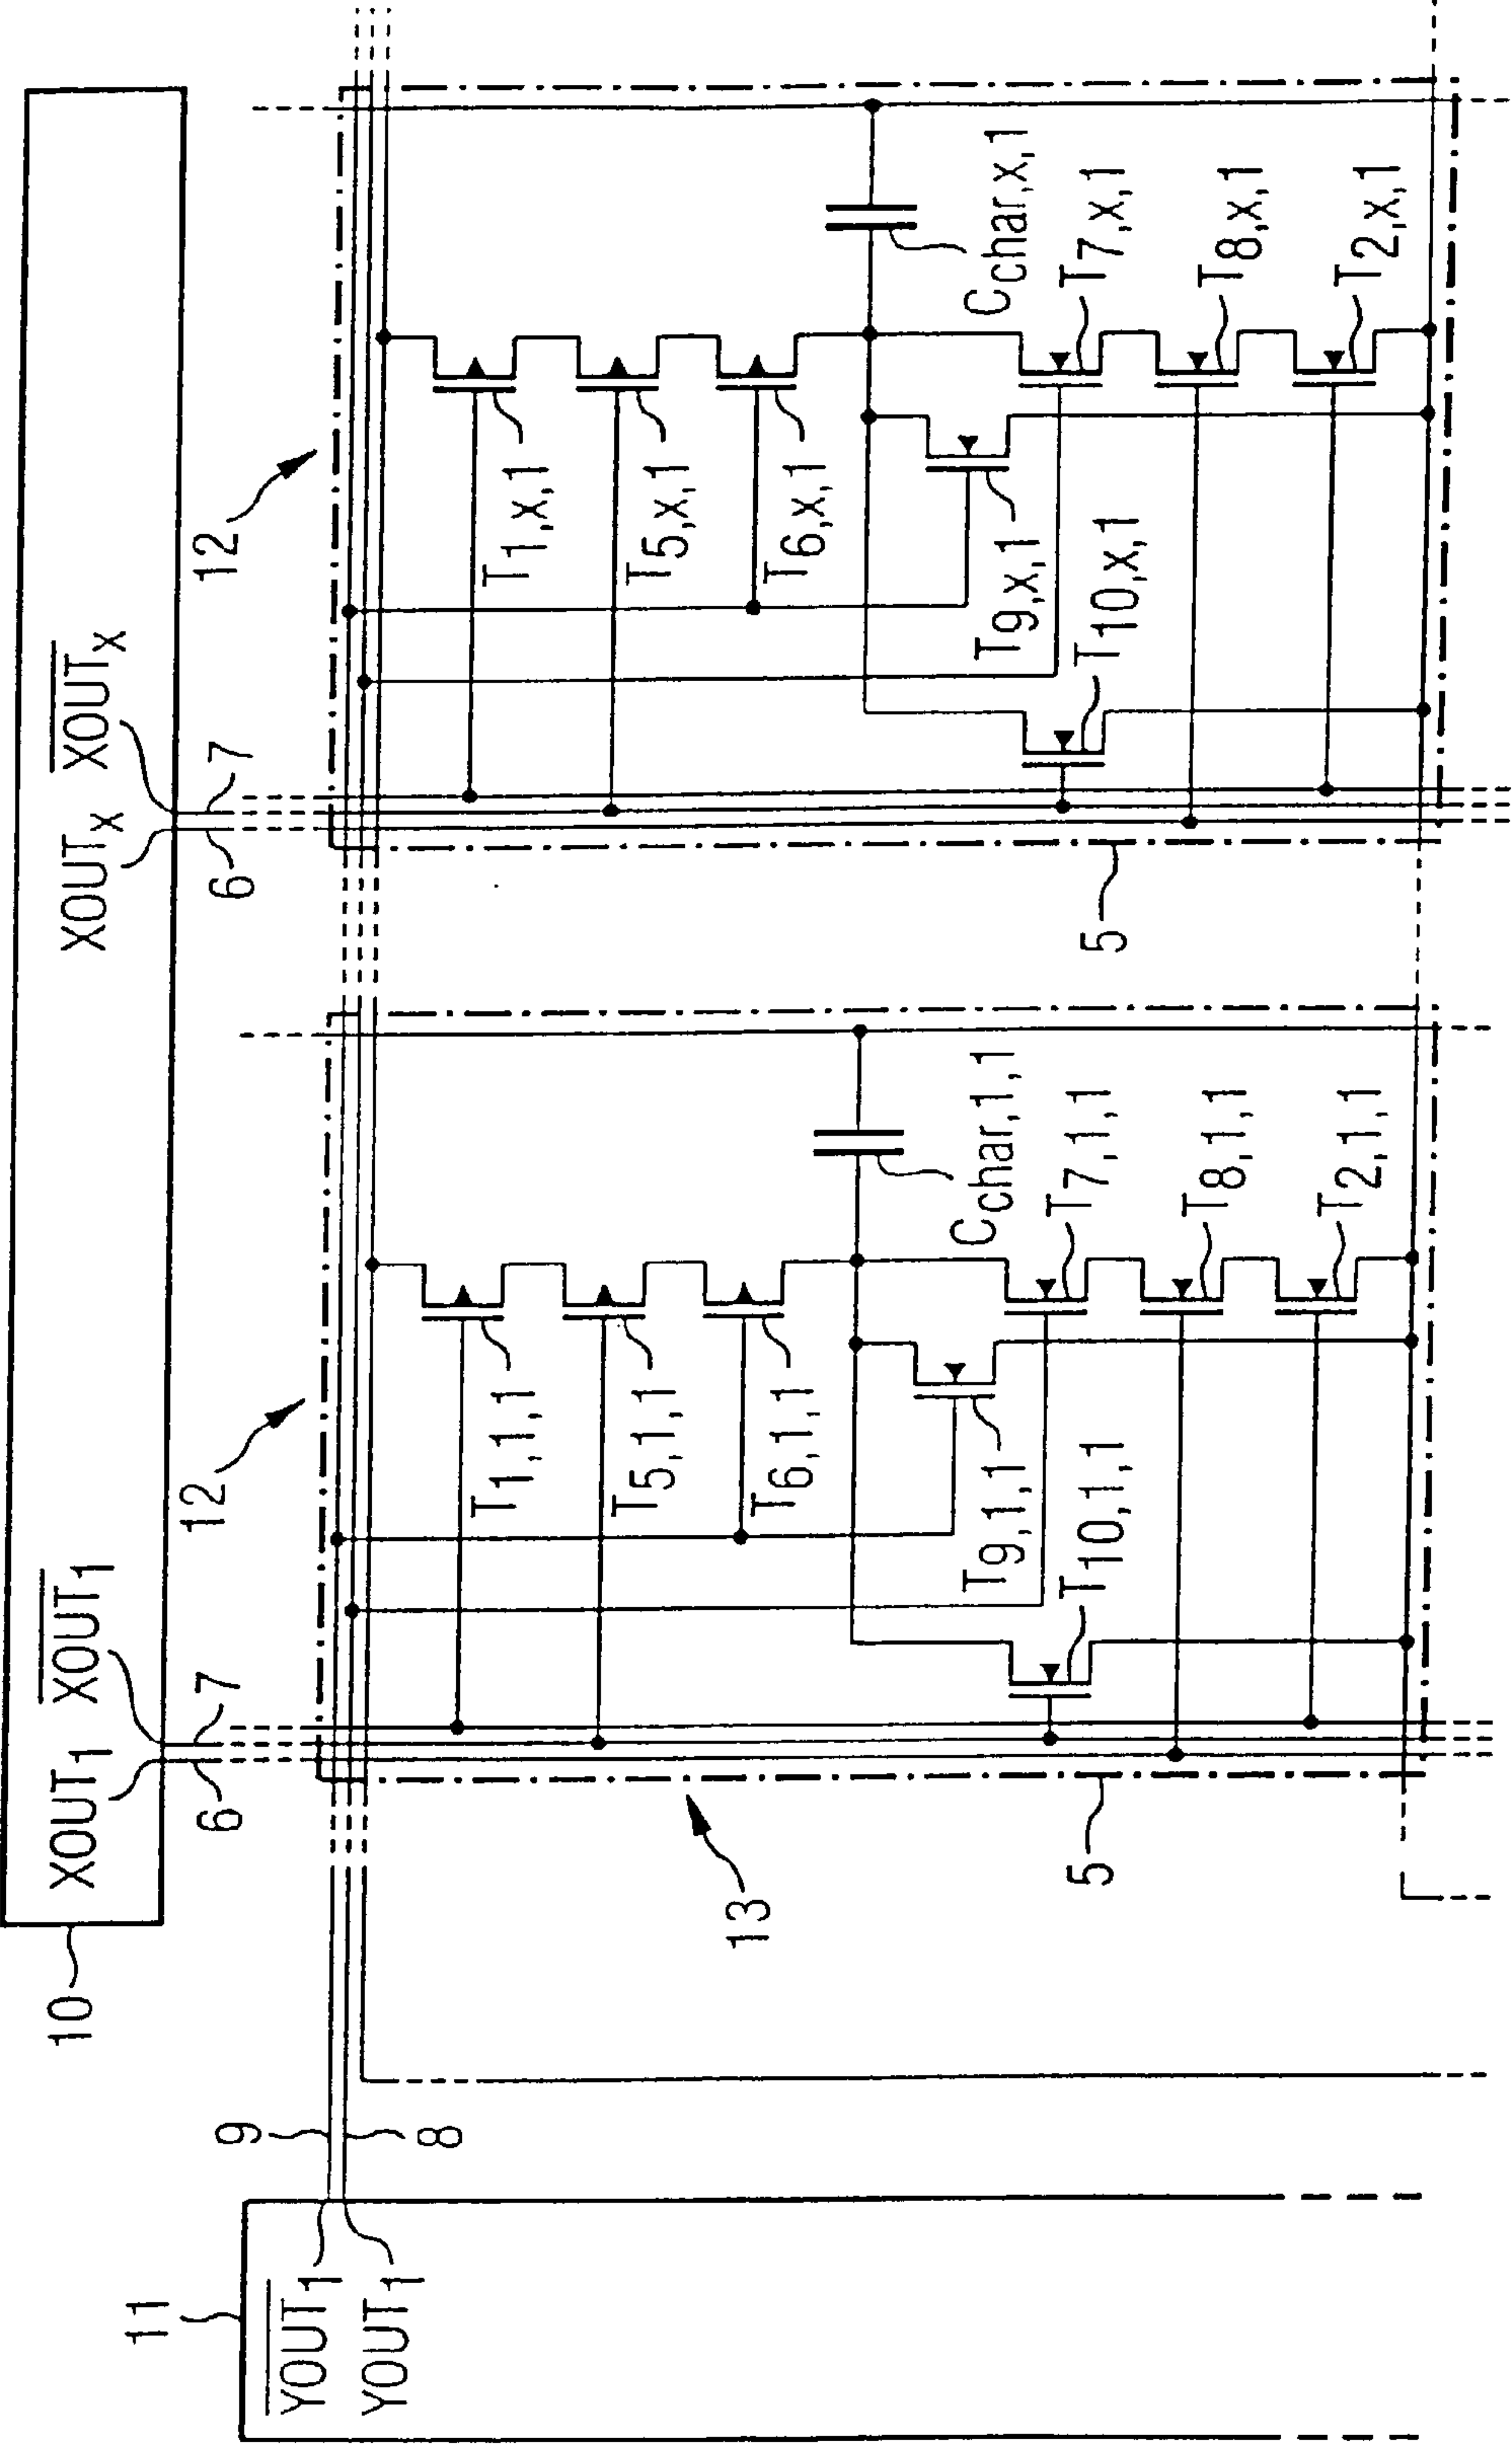 10
XOUT1
X̅O̅U̅T̅1
XOUTx
X̅O̅U̅T̅x
6
7
6
7
12
12
11
Y̅O̅U̅T̅1
YOUT1
9
8
13
T1,1,1
T5,1,1
T6,1,1
T9,1,1
T10,1,1
Cchar,1,1
T7,1,1
T8,1,1
T2,1,1
5
T1,x,1
T5,x,1
T6,x,1
T9,x,1
T10,x,1
Cchar,x,1
T7,x,1
T8,x,1
T2,x,1
5